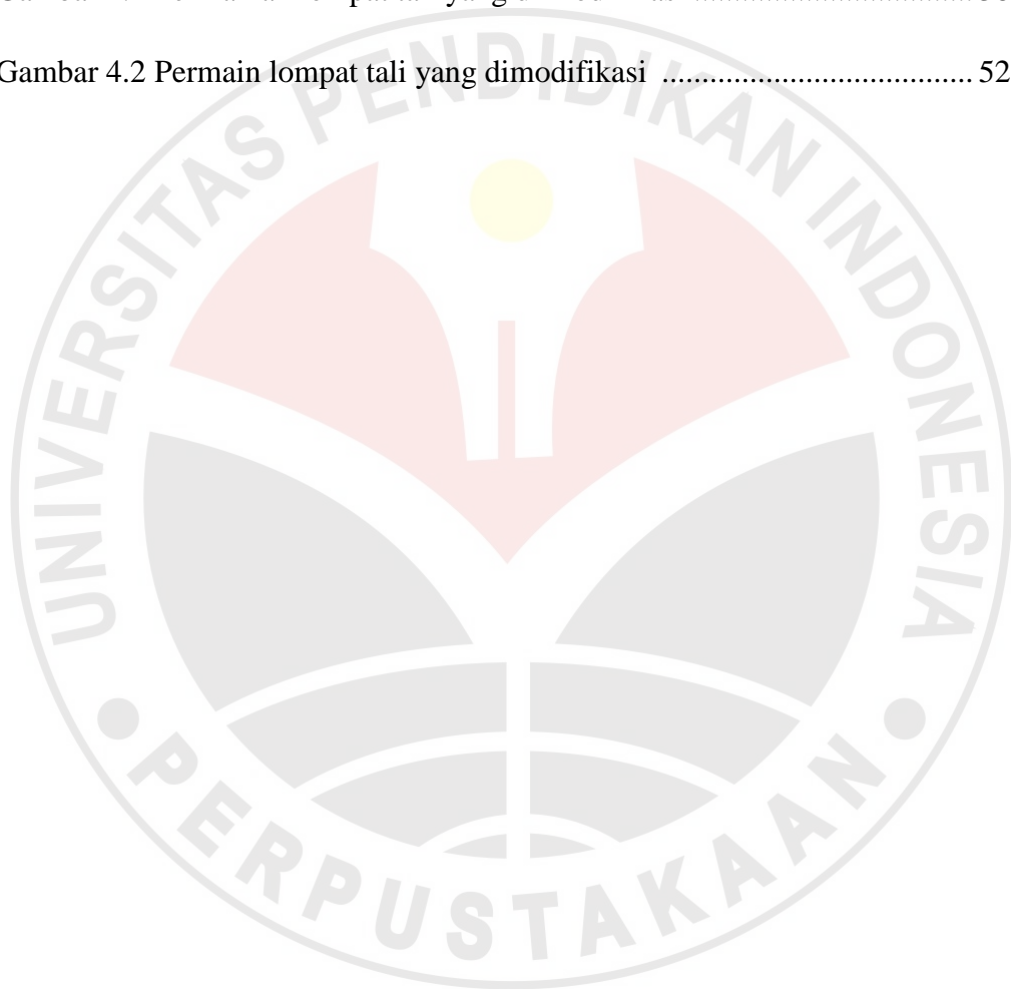 Gambar 4.2 Permain lompat tali yang dimodifikasi .................................... 52
UNIVERSITAS PENDIDIKAN INDONESIA
PERPUSTAKAAN